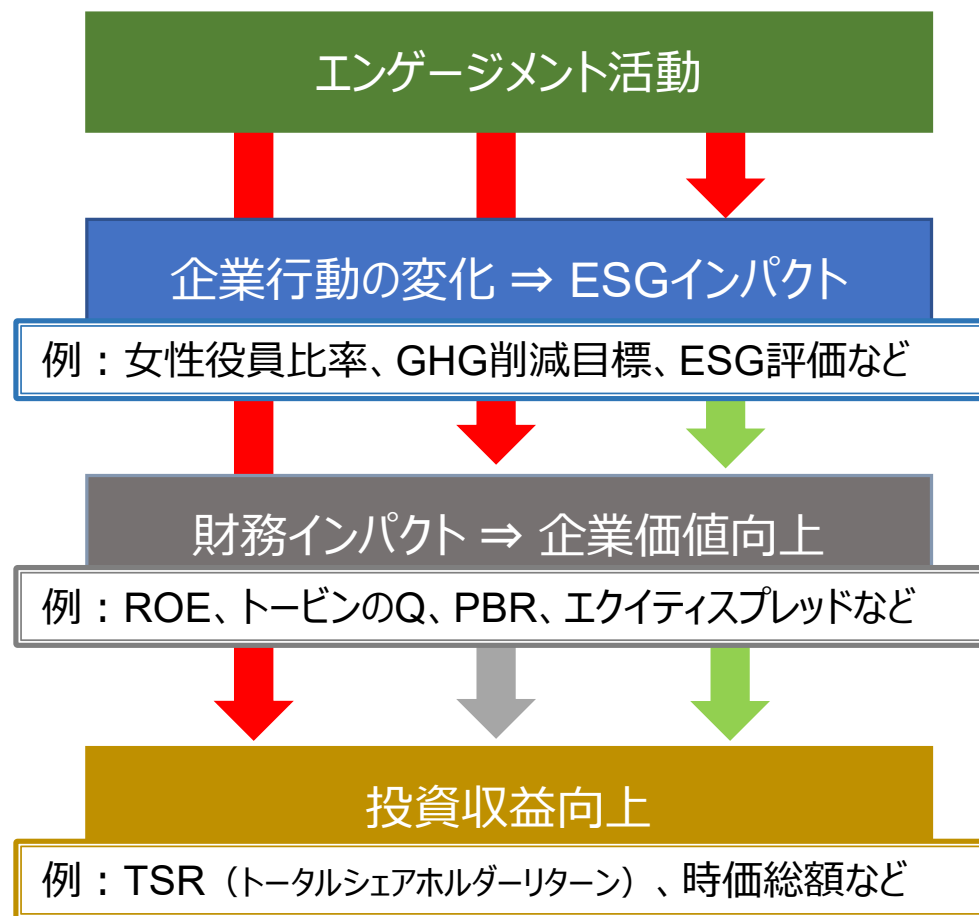 エンゲージメント活動
企業行動の変化 ⇒ ESGインパクト
例：女性役員比率、GHG削減目標、ESG評価など
財務インパクト ⇒ 企業価値向上
例：ROE、トービンのQ、PBR、エクイティスプレッドなど
投資収益向上
例：TSR（トータルシェアホルダーリターン）、時価総額など